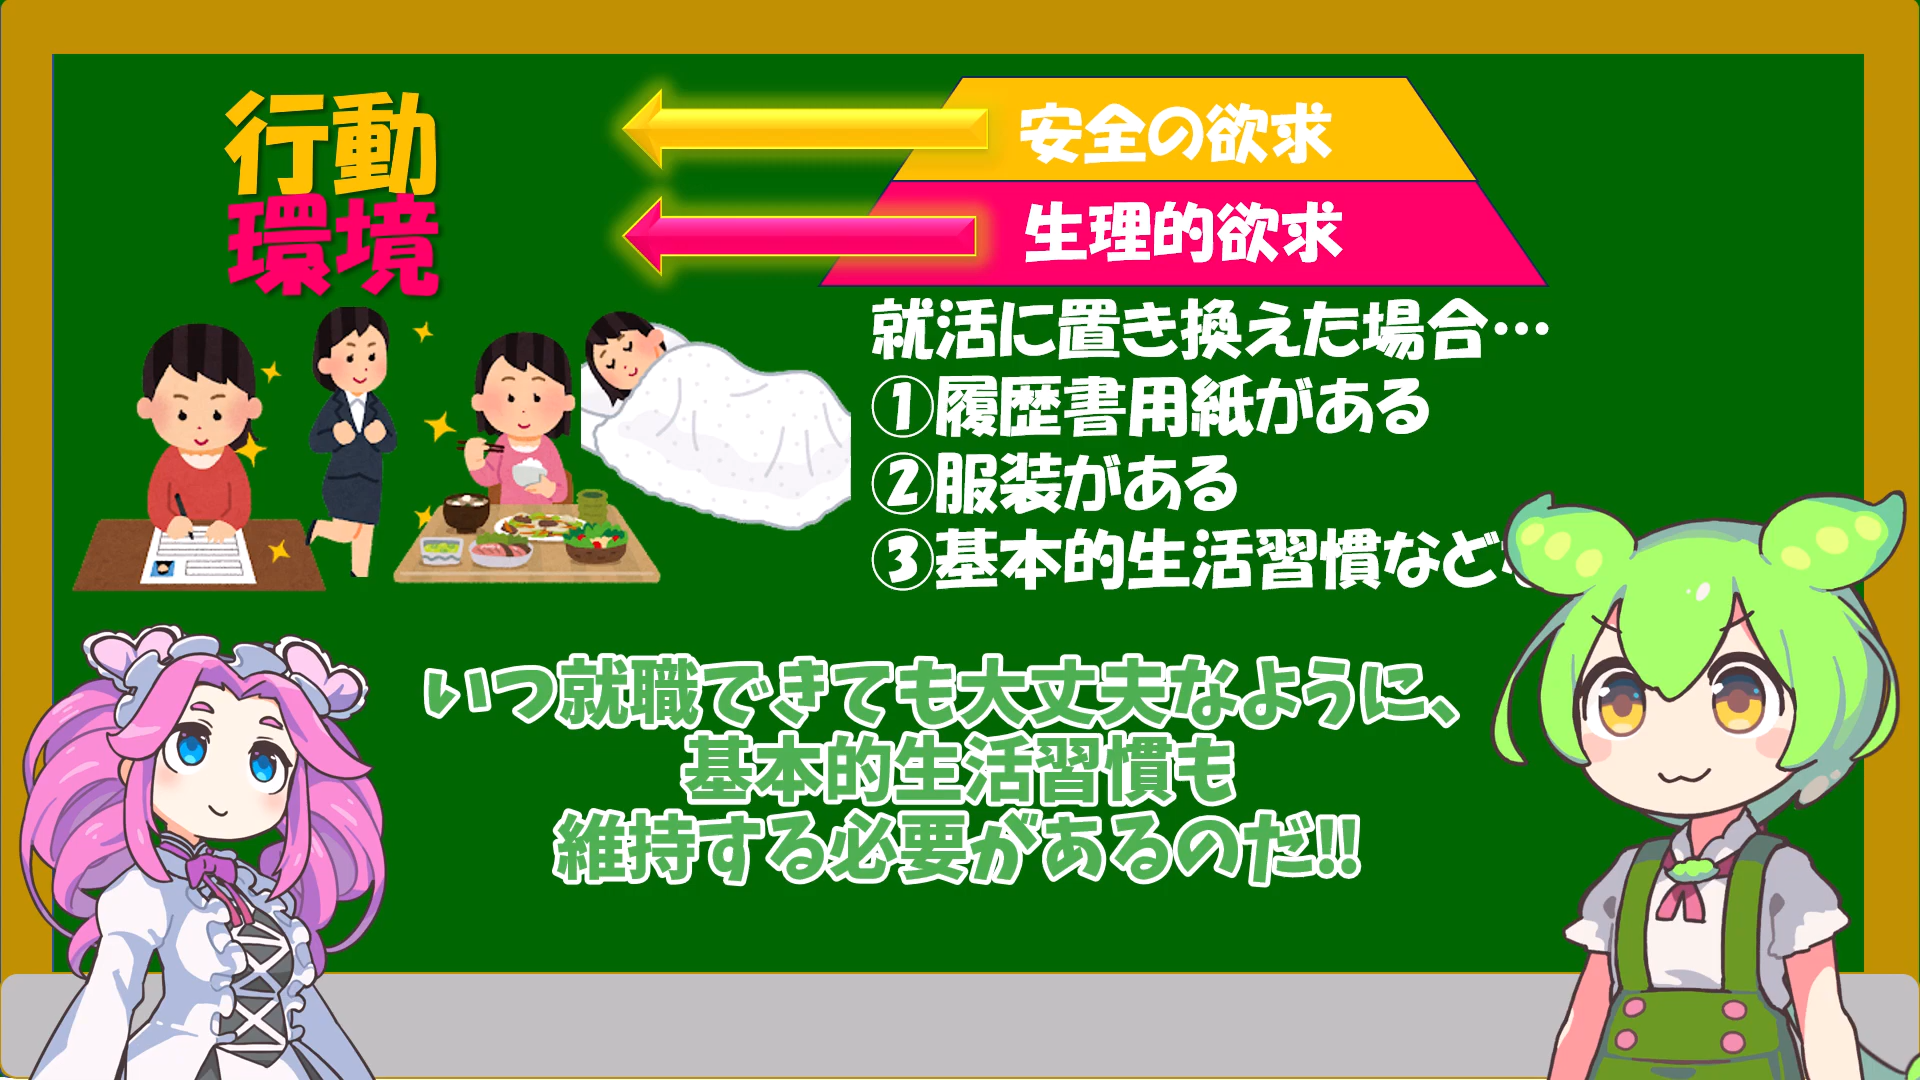 行動
環境
安全の欲求
生理的欲求
就活に置き換えた場合…
①履歴書用紙がある
②服装がある
③基本的生活習慣など
いつ就職できても大丈夫なように、
基本的生活習慣も
維持する必要があるのだ!!